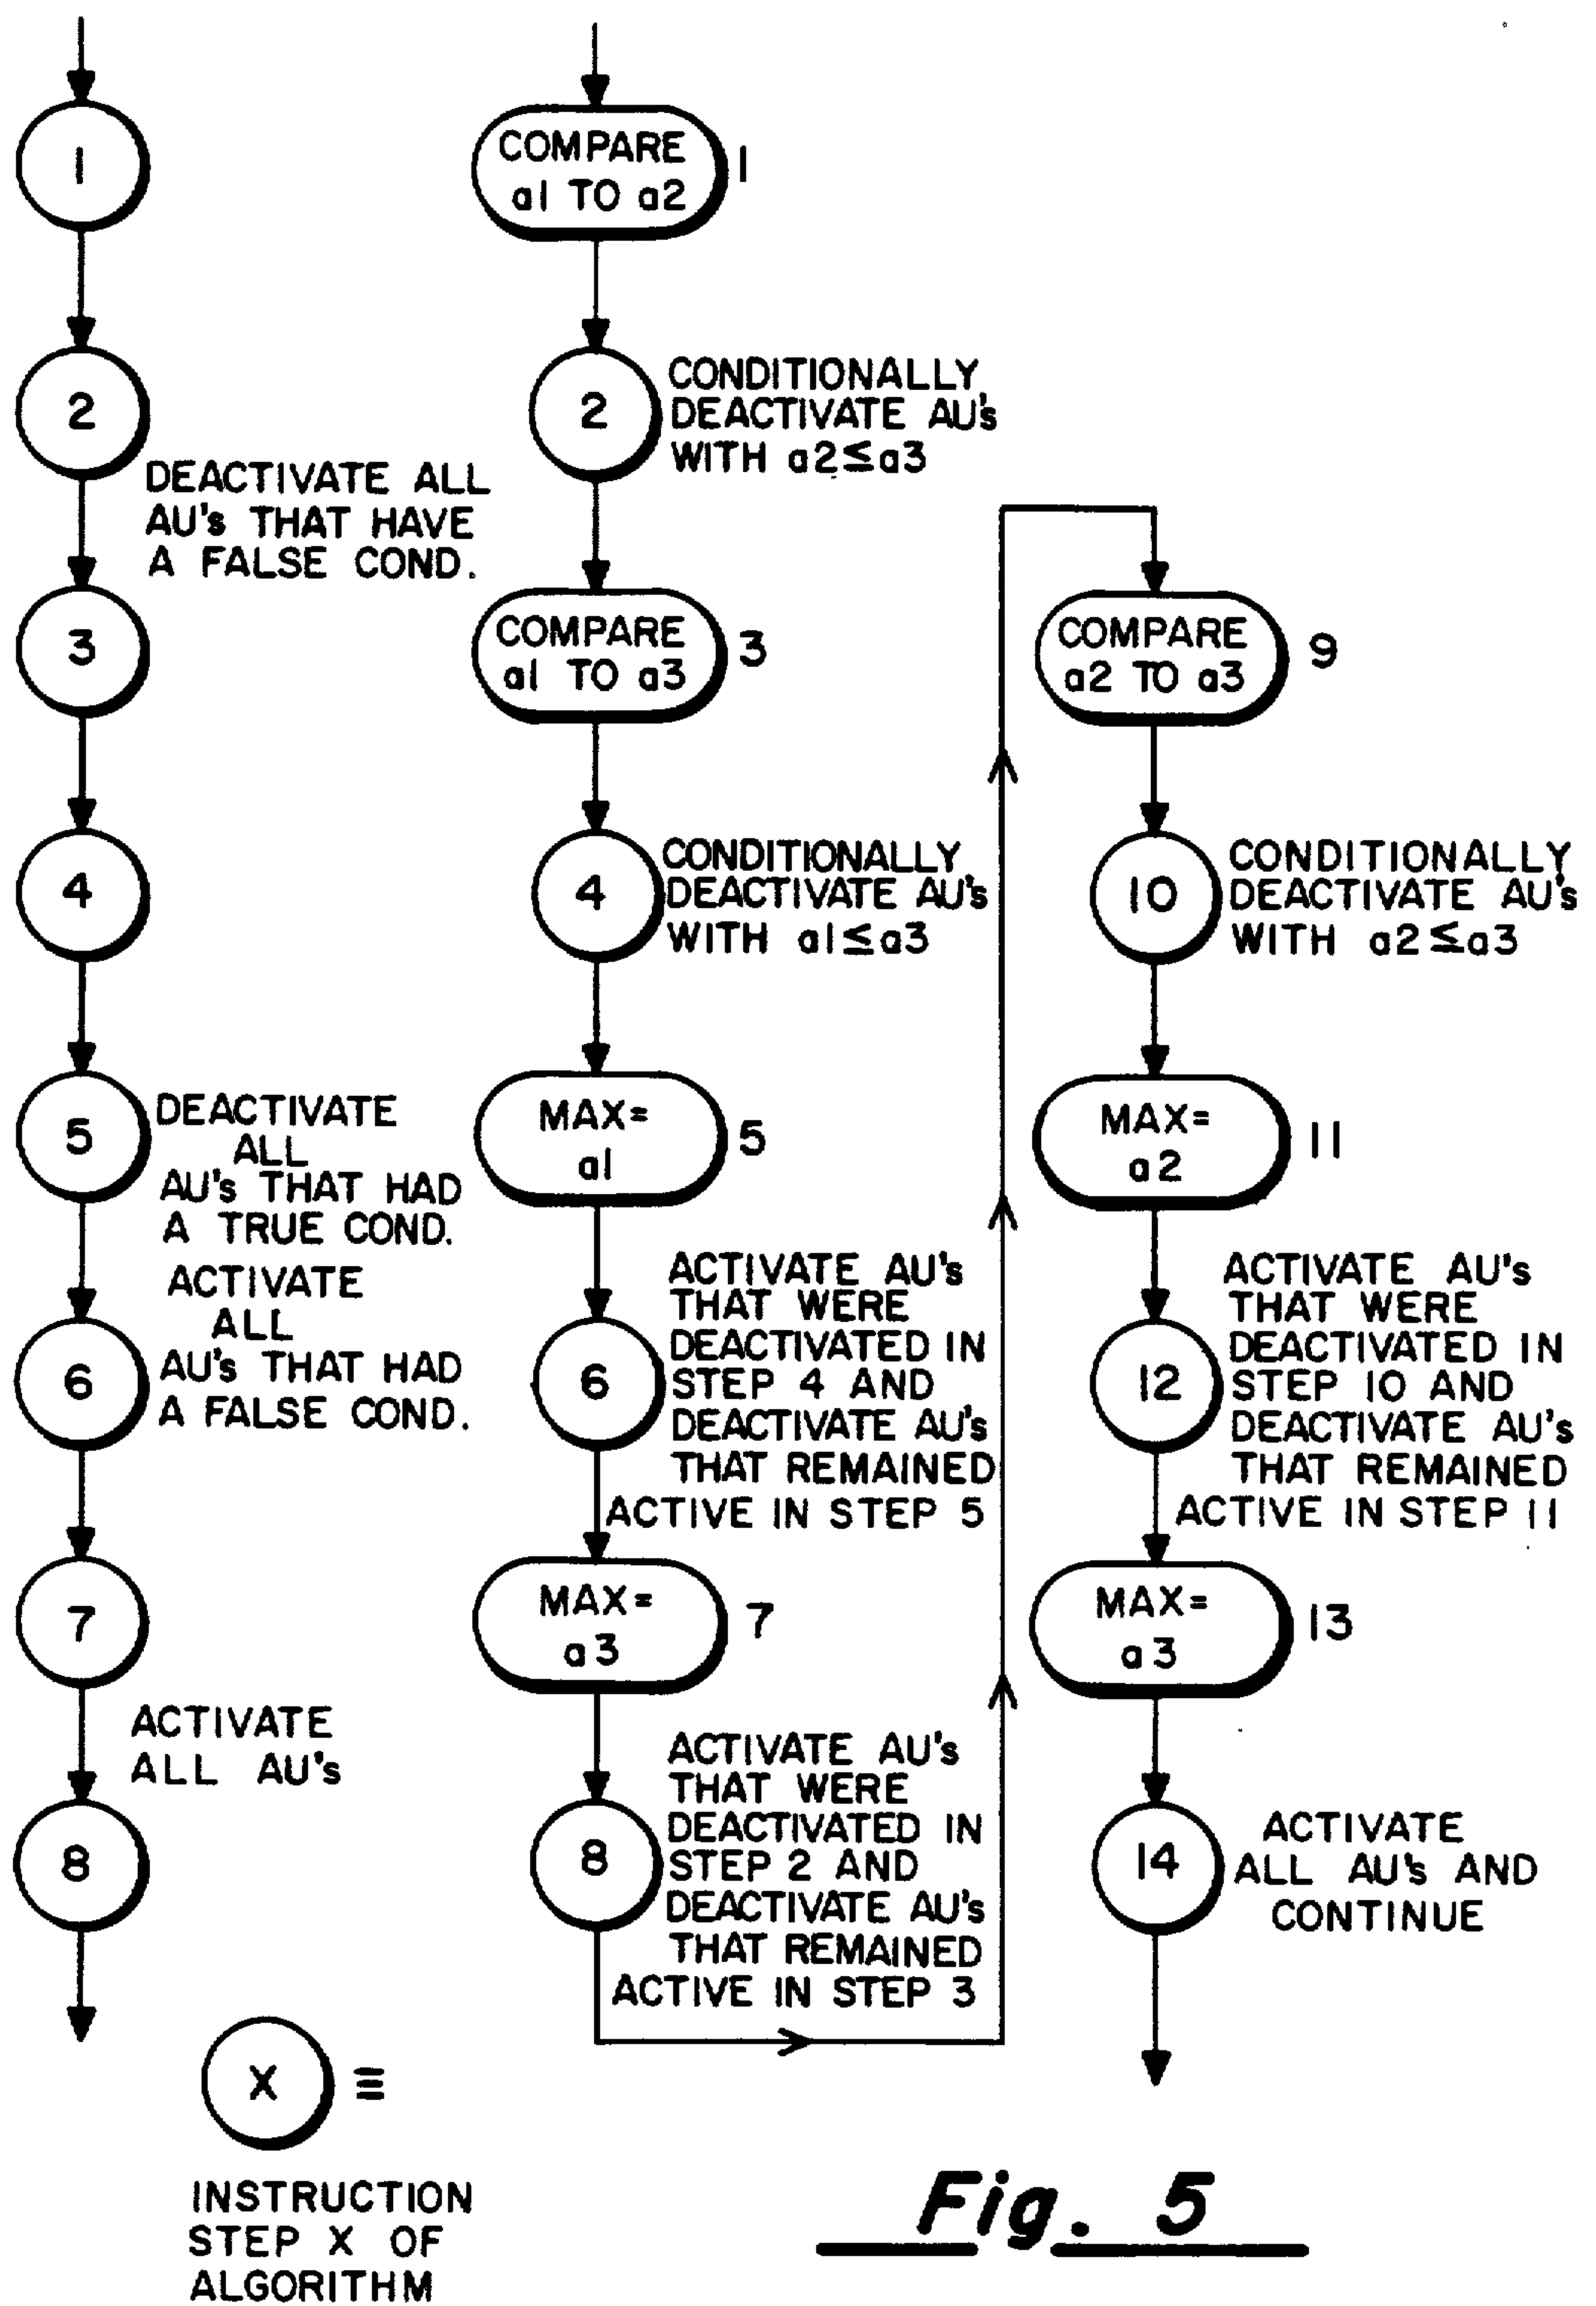 1
2
DEACTIVATE ALL
AU's THAT HAVE
A FALSE COND.
3
4
5
DEACTIVATE
ALL
AU's THAT HAD
A TRUE COND.
ACTIVATE
ALL
AU's THAT HAD
A FALSE COND.
6
7
ACTIVATE
ALL AU's
8
X ≡
INSTRUCTION
STEP X OF
ALGORITHM
COMPARE
a1 TO a2
1
2
CONDITIONALLY
DEACTIVATE AU's
WITH a2≤a3
COMPARE
a1 TO a3
3
4
CONDITIONALLY
DEACTIVATE AU's
WITH a1≤a3
MAX=
a1
5
6
ACTIVATE AU's
THAT WERE
DEACTIVATED IN
STEP 4 AND
DEACTIVATE AU's
THAT REMAINED
ACTIVE IN STEP 5
MAX=
a3
7
8
ACTIVATE AU's
THAT WERE
DEACTIVATED IN
STEP 2 AND
DEACTIVATE AU's
THAT REMAINED
ACTIVE IN STEP 3
COMPARE
a2 TO a3
9
10
CONDITIONALLY
DEACTIVATE AU's
WITH a2≤a3
MAX=
a2
11
12
ACTIVATE AU's
THAT WERE
DEACTIVATED IN
STEP 10 AND
DEACTIVATE AU's
THAT REMAINED
ACTIVE IN STEP 11
MAX=
a3
13
14
ACTIVATE
ALL AU's AND
CONTINUE
Fig. 5